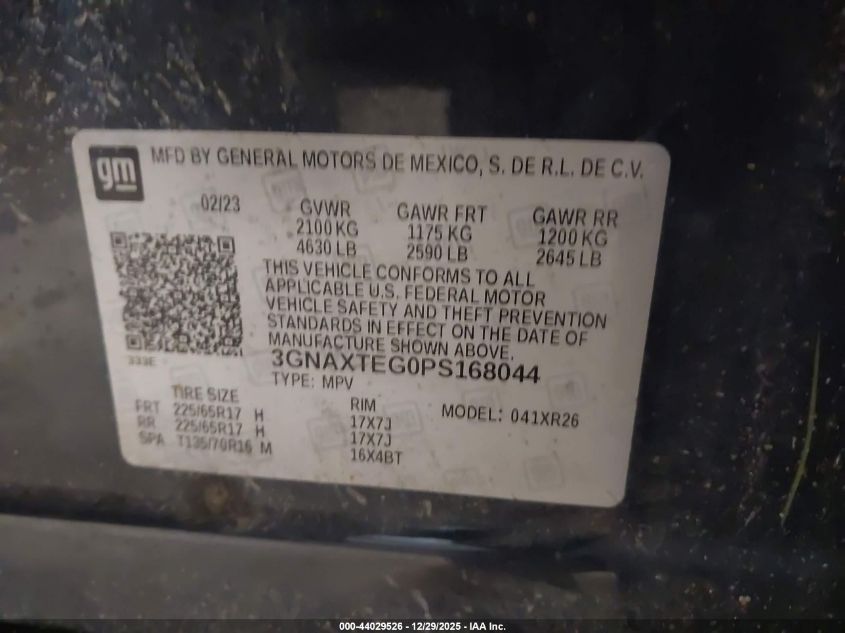 gm
MFD BY GENERAL MOTORS DE MEXICO, S. DE R.L. DE C.V.
02/23
GVWR GAWR FRT GAWR RR
2100 KG 1175 KG 1200 KG
4630 LB 2590 LB 2645 LB
THIS VEHICLE CONFORMS TO ALL
APPLICABLE U.S. FEDERAL MOTOR
VEHICLE SAFETY AND THEFT PREVENTION
STANDARDS IN EFFECT ON THE DATE OF
MANUFACTURE SHOWN ABOVE.
333E
3GNAXTEG0PS168044
TYPE: MPV
TIRE SIZE RIM MODEL: 041XR26
FRT 225/65R17 H 17X7J
RR 225/65R17 H 17X7J
SPA T135/70R16 M 16X4BT
000-44029526 - 12/29/2025 - IAA Inc.